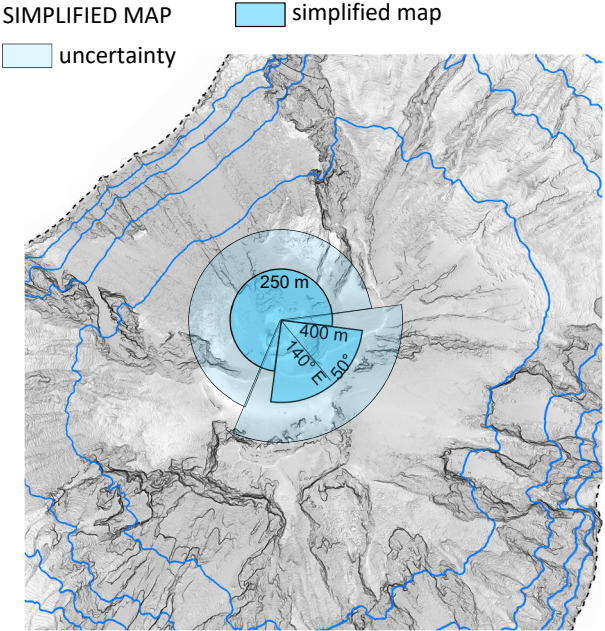 SIMPLIFIED MAP
simplified map
uncertainty
250 m
400 m
140° E
50°